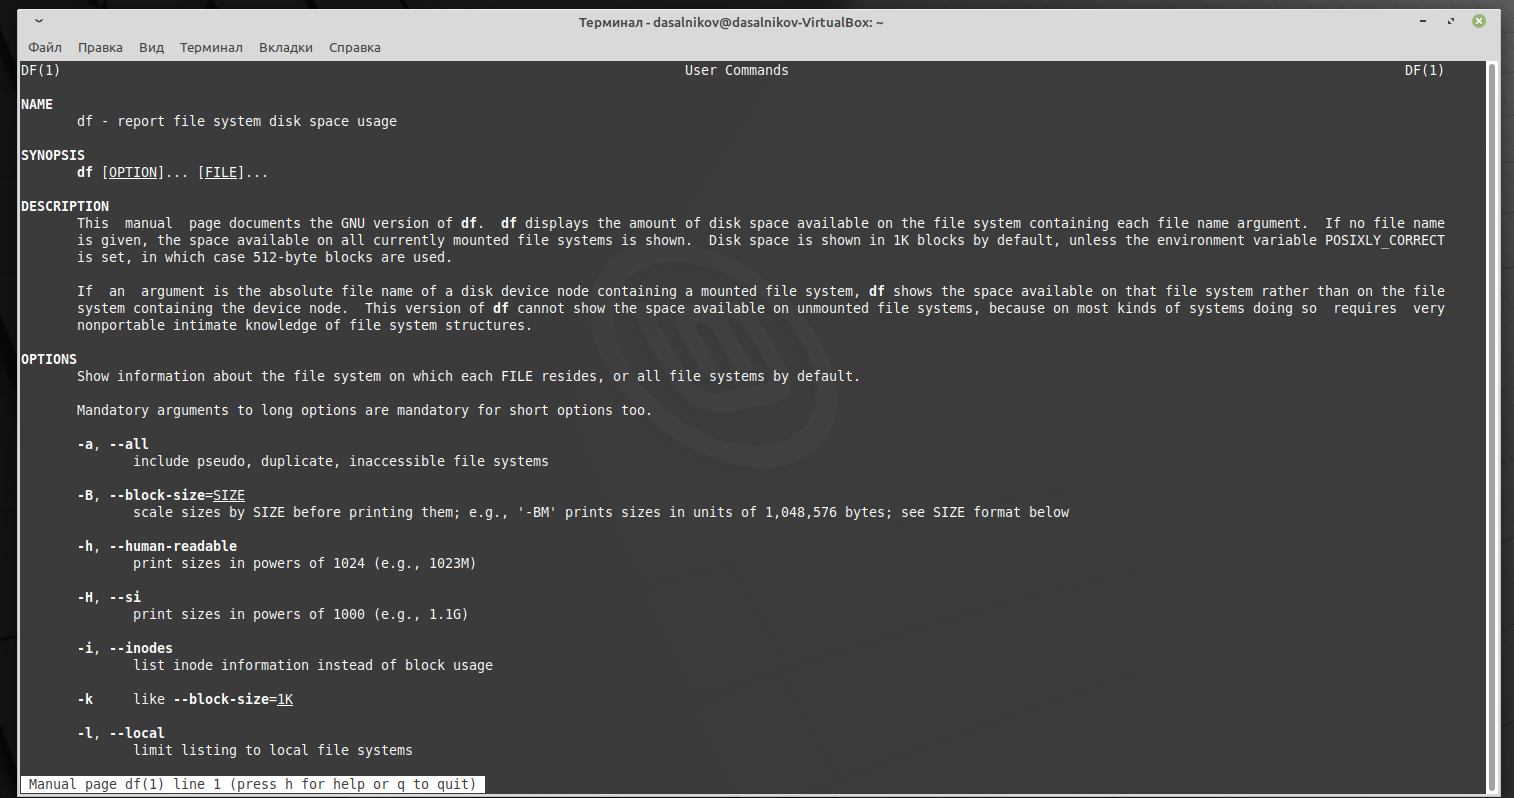 Терминал - dasalnikov@dasalnikov-VirtualBox: ~
Файл Правка Вид Терминал Вкладки Справка
DF(1) User Commands DF(1)
NAME
df - report file system disk space usage
SYNOPSIS
df [OPTION]... [FILE]...
DESCRIPTION
This  manual  page documents the GNU version of df.  df displays the amount of disk space available on the file system containing each file name argument.  If no file name
is given, the space available on all currently mounted file systems is shown.  Disk space is shown in 1K blocks by default, unless the environment variable POSIXLY_CORRECT
is set, in which case 512-byte blocks are used.
If  an  argument is the absolute file name of a disk device node containing a mounted file system, df shows the space available on that file system rather than on the file
system containing the device node.  This version of df cannot show the space available on unmounted file systems, because on most kinds of systems doing so  requires  very
nonportable intimate knowledge of file system structures.
OPTIONS
Show information about the file system on which each FILE resides, or all file systems by default.
Mandatory arguments to long options are mandatory for short options too.
-a, --all
include pseudo, duplicate, inaccessible file systems
-B, --block-size=SIZE
scale sizes by SIZE before printing them; e.g., '-BM' prints sizes in units of 1,048,576 bytes; see SIZE format below
-h, --human-readable
print sizes in powers of 1024 (e.g., 1023M)
-H, --si
print sizes in powers of 1000 (e.g., 1.1G)
-i, --inodes
list inode information instead of block usage
-k     like --block-size=1K
-l, --local
limit listing to local file systems
Manual page df(1) line 1 (press h for help or q to quit)